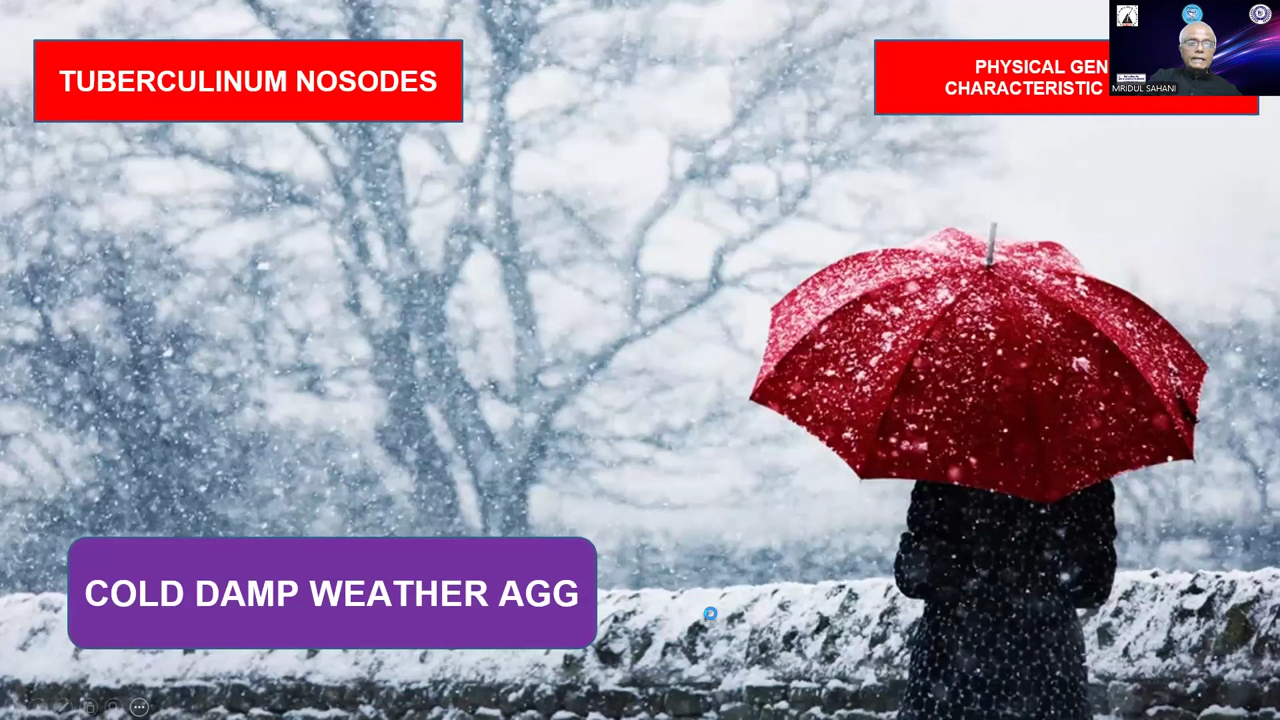 TUBERCULINUM NOSODES
PHYSICAL GEN
CHARACTERISTIC
MRIDUL SAHANI
COLD DAMP WEATHER AGG